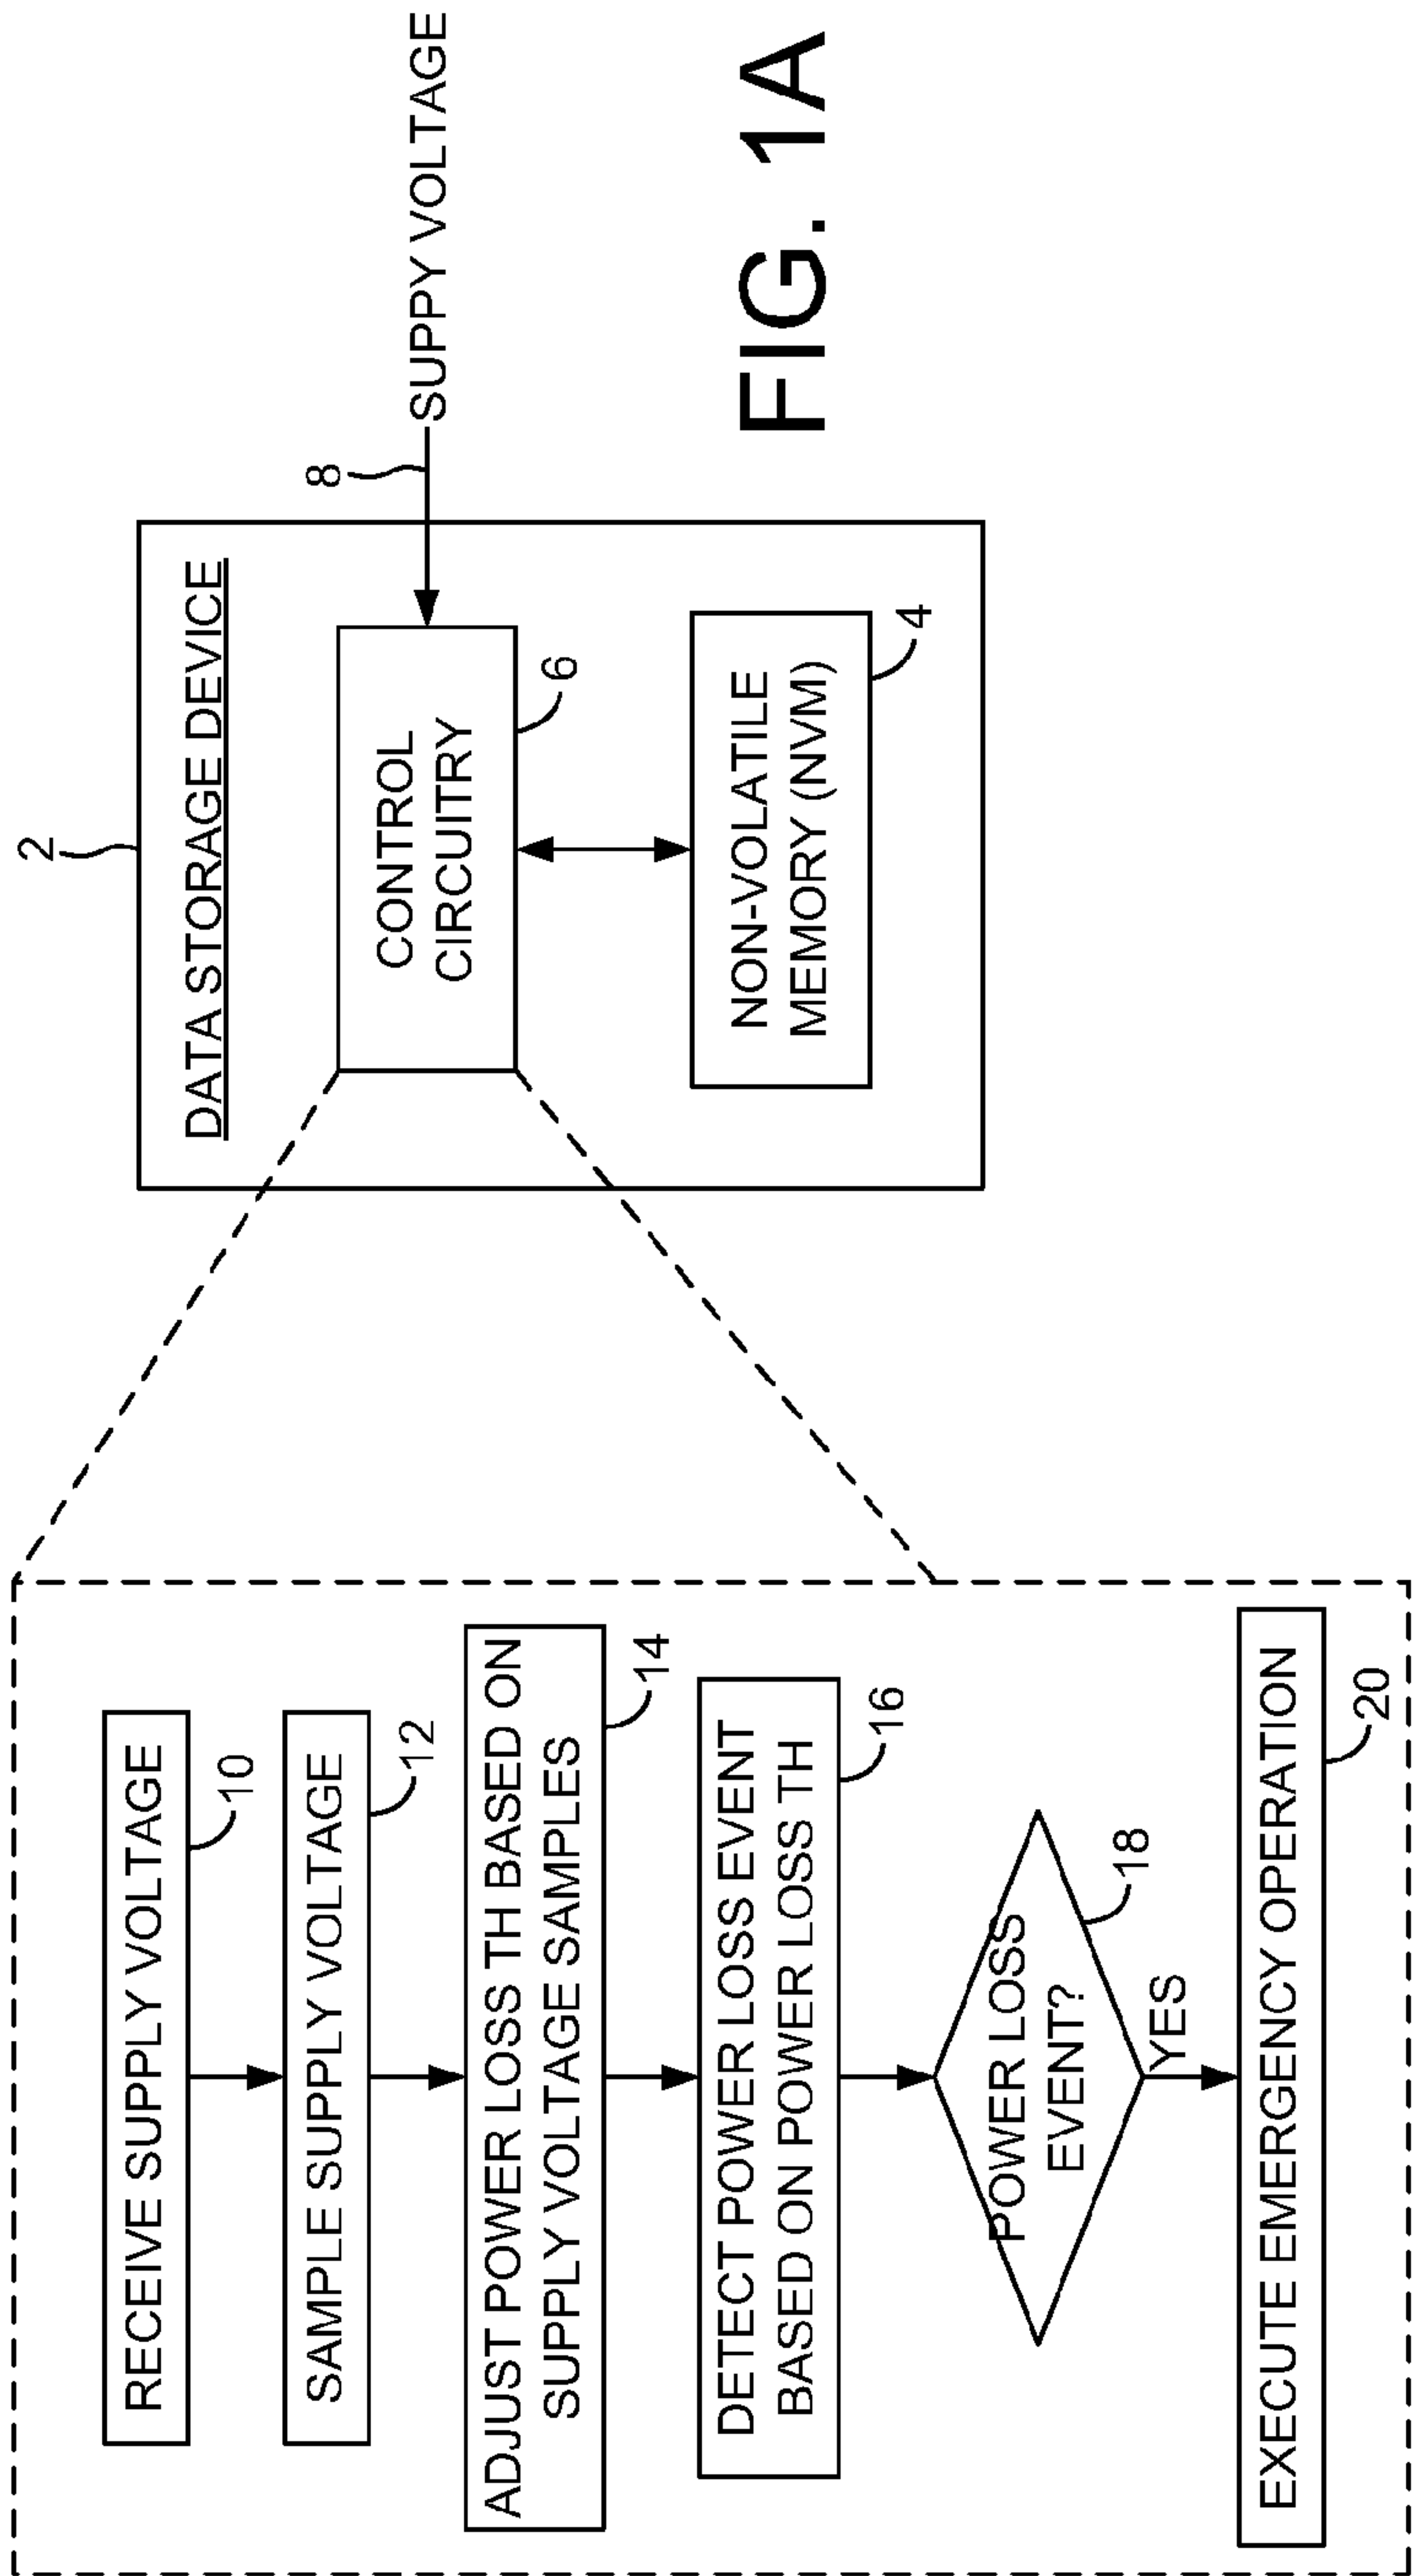 RECEIVE SUPPLY VOLTAGE
10
SAMPLE SUPPLY VOLTAGE
12
ADJUST POWER LOSS TH BASED ON
SUPPLY VOLTAGE SAMPLES
14
DETECT POWER LOSS EVENT
BASED ON POWER LOSS TH
16
POWER LOSS
EVENT?
18
YES
EXECUTE EMERGENCY OPERATION
20
2
DATA STORAGE DEVICE
CONTROL
CIRCUITRY
6
NON-VOLATILE
MEMORY (NVM)
4
8
SUPPY VOLTAGE
FIG. 1A